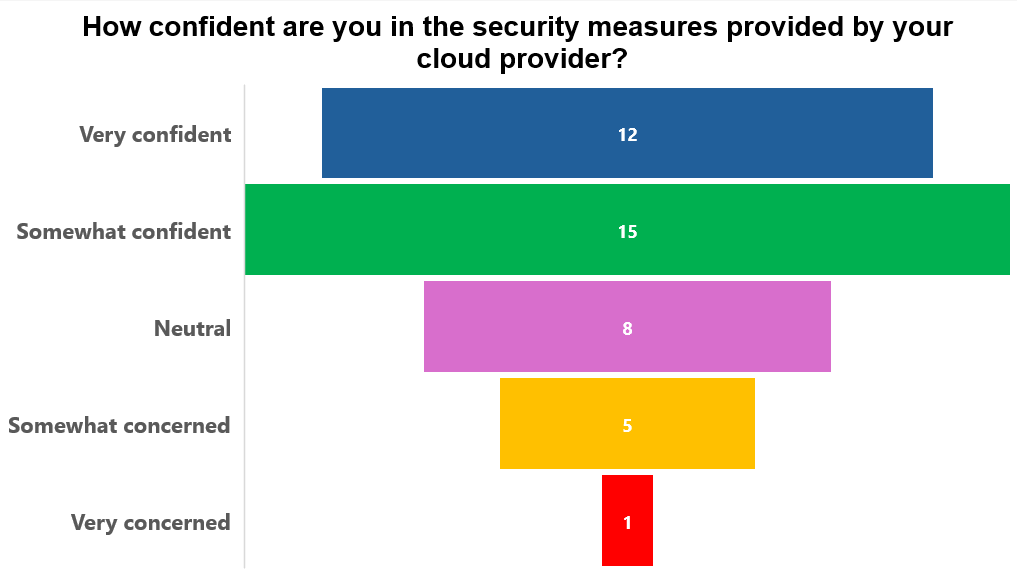 How confident are you in the security measures provided by your
cloud provider?
Very confident
12
Somewhat confident
15
Neutral
8
Somewhat concerned
5
Very concerned
1